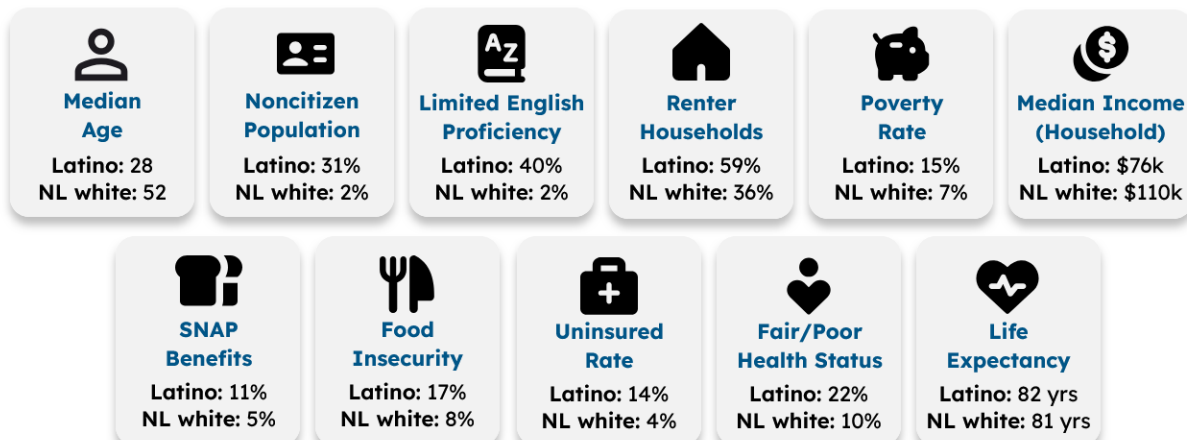 AZ
Median
Age
Latino: 28
NL white: 52
Noncitizen
Population
Latino: 31%
NL white: 2%
Limited English
Proficiency
Latino: 40%
NL white: 2%
Renter
Households
Latino: 59%
NL white: 36%
Poverty
Rate
Latino: 15%
NL white: 7%
$
Median Income
(Household)
Latino: $76k
NL white: $110k
SNAP
Benefits
Latino: 11%
NL white: 5%
Food
Insecurity
Latino: 17%
NL white: 8%
Uninsured
Rate
Latino: 14%
NL white: 4%
Fair/Poor
Health Status
Latino: 22%
NL white: 10%
Life
Expectancy
Latino: 82 yrs
NL white: 81 yrs